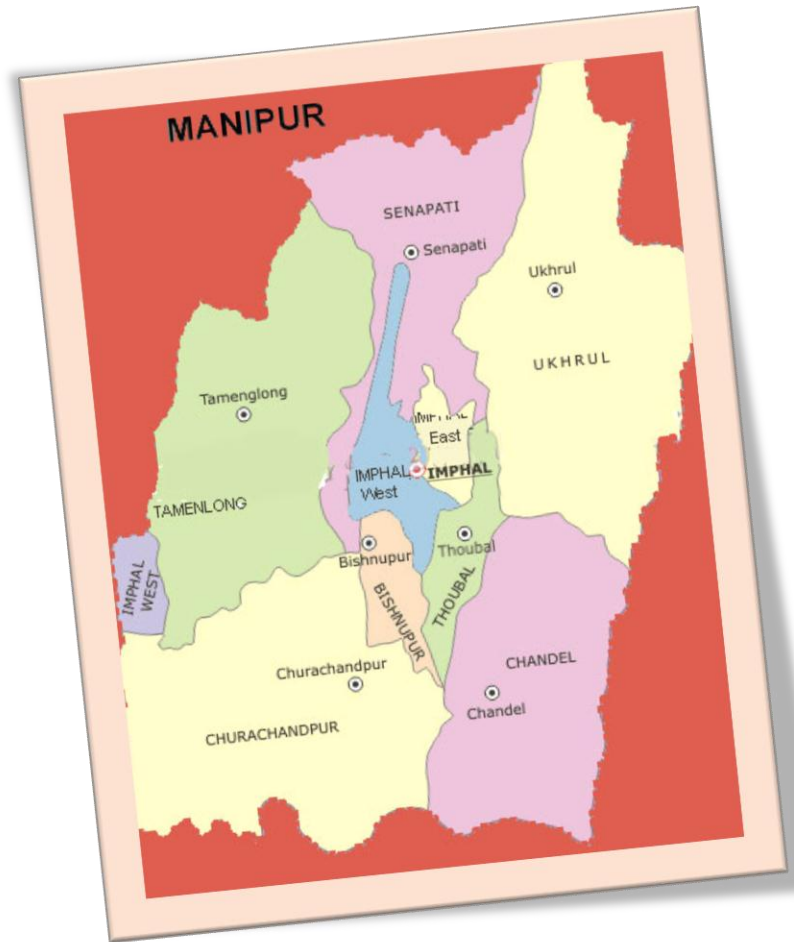 MANIPUR
SENAPATI
Senapati
Ukhrul
UKHRUL
Tamenglong
East
IMPHAL
IMPHAL
West
TAMENLONG
Thoubal
Bishnupur
IMPHAL
WEST
THOUBAL
BISHNUPUR
CHANDEL
Churachandpur
Chandel
CHURACHANDPUR